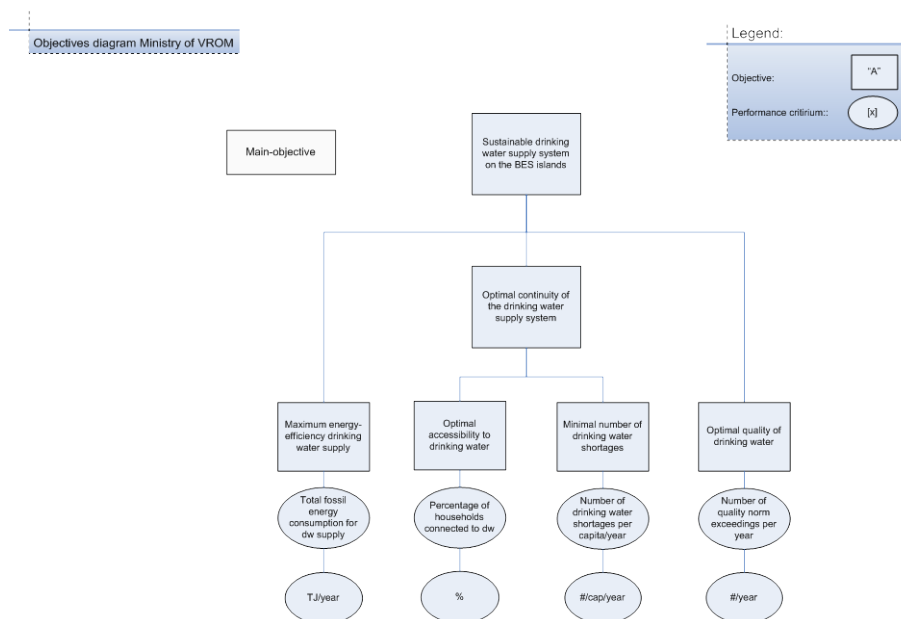 Objectives diagram Ministry of VROM
Legend:
Objective:
"A"
Performance critirium::
[x]
Main-objective
Sustainable drinking
water supply system
on the BES islands
Optimal continuity of
the drinking water
supply system
Maximum energy-
efficiency drinking
water supply
Optimal
accessibility to
drinking water
Minimal number of
drinking water
shortages
Optimal quality of
drinking water
Total fossil
energy
consumption for
dw supply
Percentage of
households
connected to dw
Number of
drinking water
shortages per
capita/year
Number of
quality norm
exceedings per
year
TJ/year
%
#/cap/year
#/year